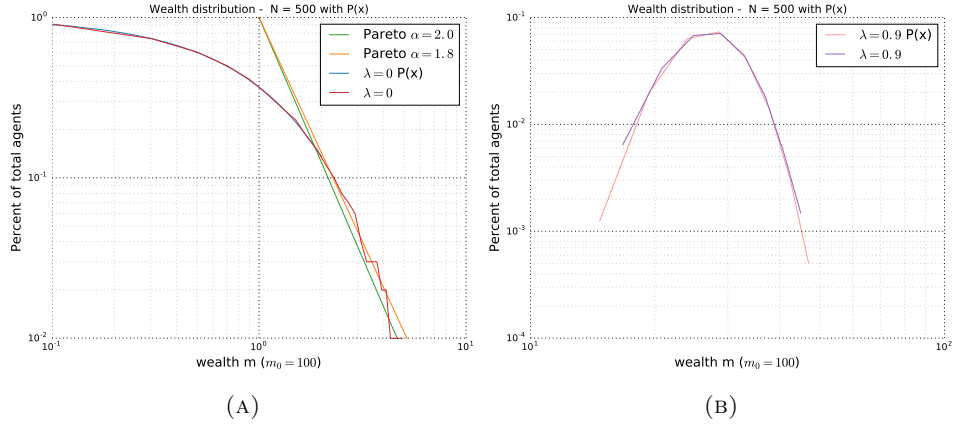 Wealth distribution - N = 500 with P(x)
10^0
10^-1
10^-2
10^-1
10^0
10^1
Percent of total agents
wealth m (m_0 = 100)
Pareto α = 2.0
Pareto α = 1.8
λ = 0 P(x)
λ = 0
(A)
Wealth distribution - N = 500 with P(x)
10^-1
10^-2
10^-3
10^-4
10^1
10^2
Percent of total agents
wealth m (m_0 = 100)
λ = 0.9 P(x)
λ = 0.9
(B)